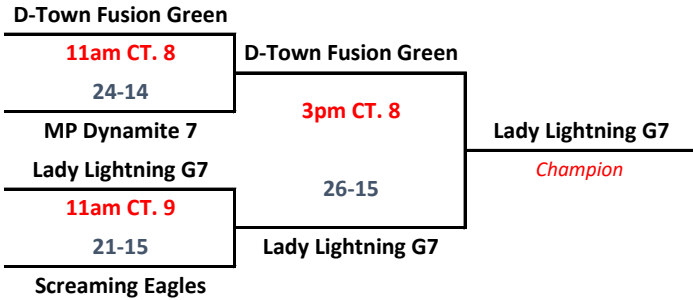 D-Town Fusion Green
11am CT. 8
24-14
MP Dynamite 7
Lady Lightning G7
11am CT. 9
21-15
Screaming Eagles
D-Town Fusion Green
3pm CT. 8
26-15
Lady Lightning G7
Lady Lightning G7
Champion